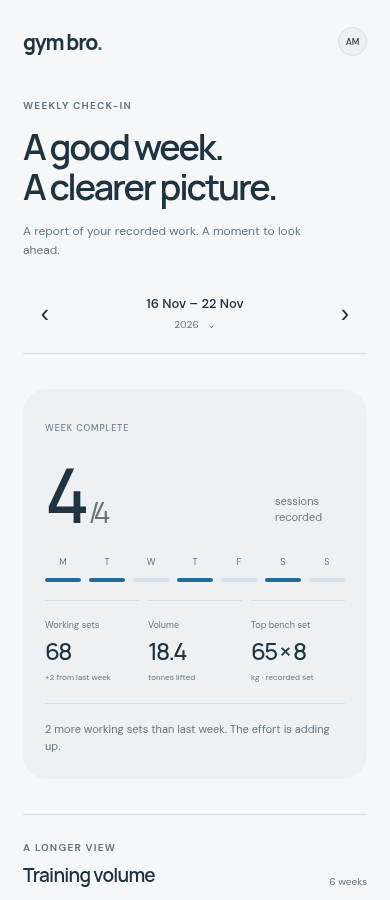 gym bro.
AM
WEEKLY CHECK-IN
A good week.
A clearer picture.
A report of your recorded work. A moment to look
ahead.
‹ 16 Nov – 22 Nov ›
2026 ⌄
WEEK COMPLETE
4/4
sessions
recorded
M T W T F S S
Working sets Volume Top bench set
68 18.4 65×8
+2 from last week tonnes lifted kg · recorded set
2 more working sets than last week. The effort is adding
up.
A LONGER VIEW
Training volume
6 weeks